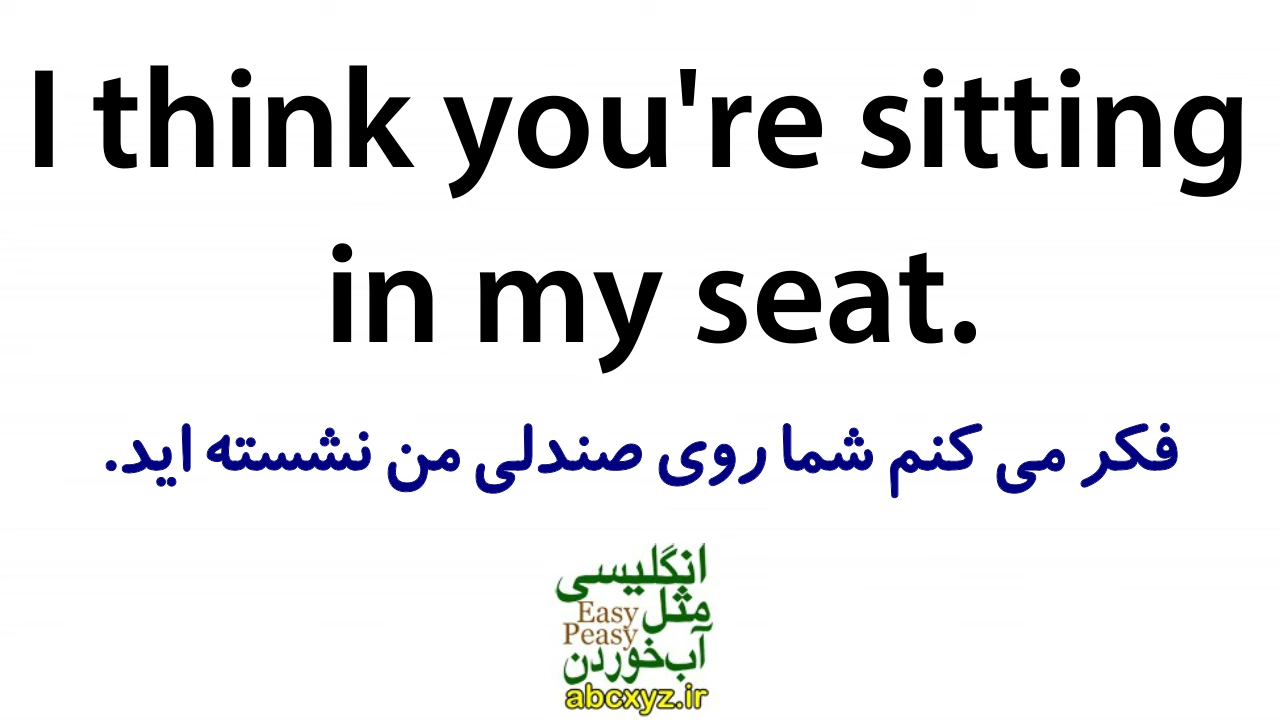 I think you're sitting
in my seat.
فکر می کنم شما روی صندلی من نشسته اید.
انگلیسی
مثل
Easy
Peasy
آب‌خوردن
abcxyz.ir